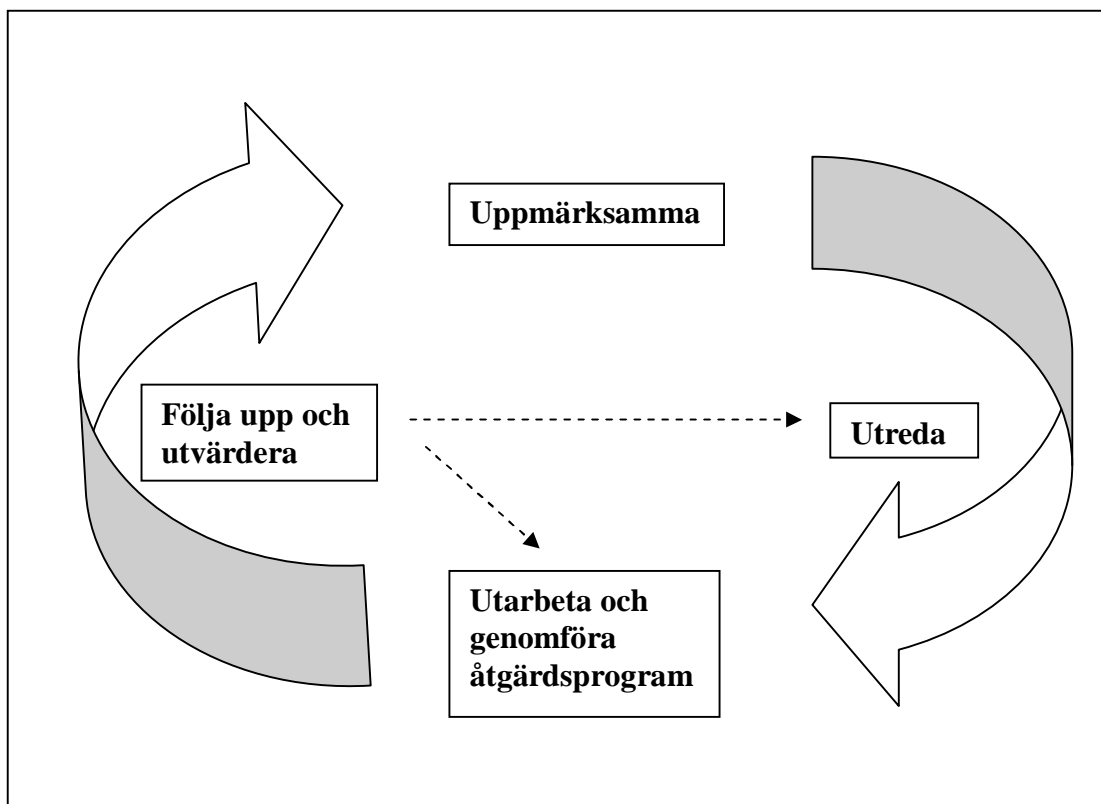 Uppmärksamma
Följa upp och
utvärdera
Utreda
Utarbeta och
genomföra
åtgärdsprogram